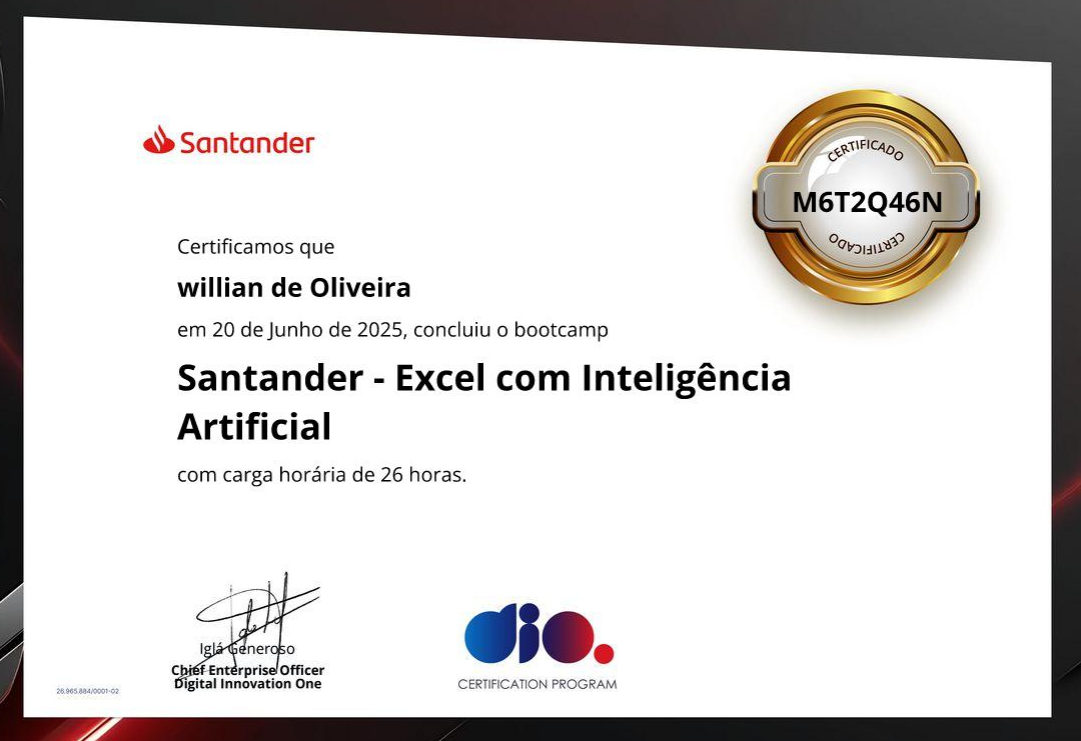 Santander
CERTIFICADO
M6T2Q46N
CERTIFICADO
Certificamos que
willian de Oliveira
em 20 de Junho de 2025, concluiu o bootcamp
Santander - Excel com Inteligência
Artificial
com carga horária de 26 horas.
Iglá Generoso
Chief Enterprise Officer
Digital Innovation One
dio.
CERTIFICATION PROGRAM
26.965.884/0001-02